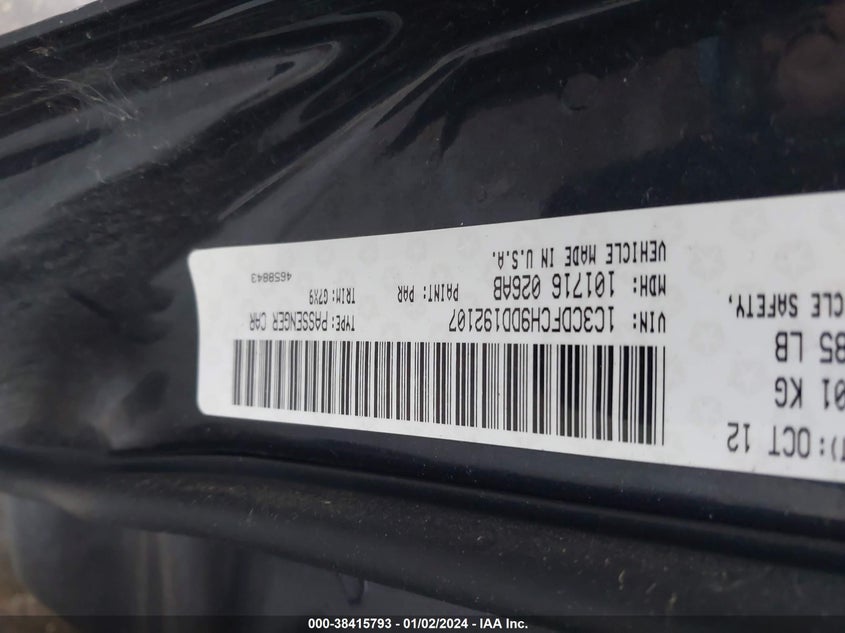 T): OCT 12
01 KG
85 LB
CLE SAFETY,
VIN: 1C3CDFCH9DD192107
TYPE: PASSENGER CAR
MDH: 101716 026AB
PAINT: PAR
TRIM: G7X9
VEHICLE MADE IN U.S.A.
4658843
000-38415793 - 01/02/2024 - IAA Inc.